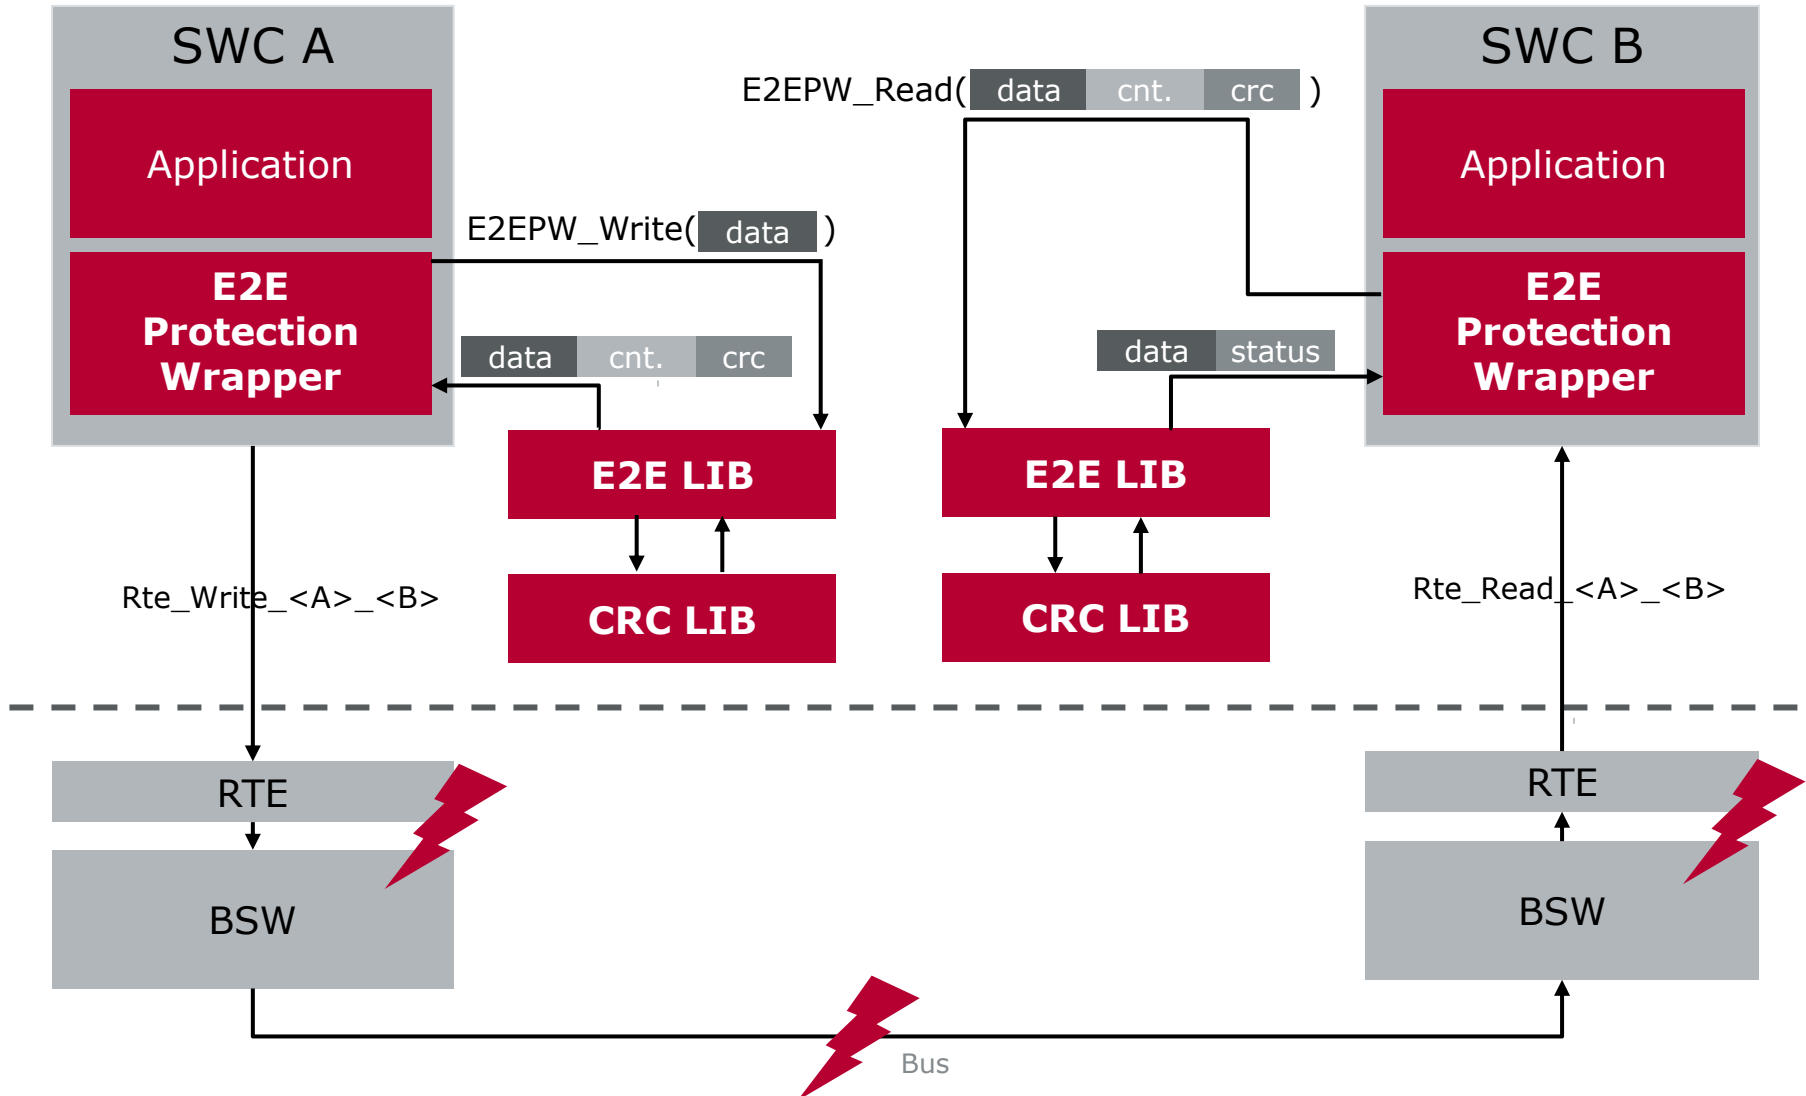 SWC A
Application
E2E
Protection
Wrapper
E2EPW_Write( data )
data cnt. crc
E2E LIB
CRC LIB
Rte_Write_<A>_<B>
RTE
BSW
E2EPW_Read( data cnt. crc )
data status
E2E LIB
CRC LIB
SWC B
Application
E2E
Protection
Wrapper
Rte_Read_<A>_<B>
RTE
BSW
Bus